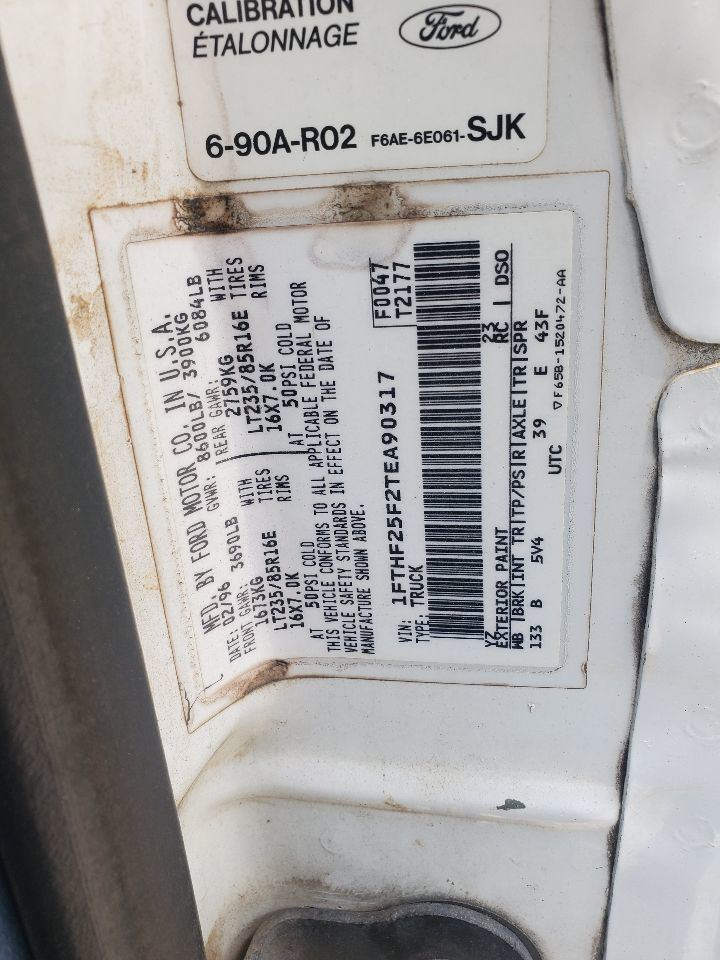 CALIBRATION
ÉTALONNAGE
Ford
6-90A-R02 F6AE-6E061-SJK
MFD. BY FORD MOTOR CO. IN U.S.A.
DATE: 02/96 GVWR: 8600LB/ 3900KG
FRONT GAWR: 3690LB REAR GAWR: 6084LB
1673KG WITH 2759KG WITH
LT235/85R16E TIRES LT235/85R16E TIRES
16X7.0K RIMS 16X7.0K RIMS
AT 50PSI COLD AT 50PSI COLD
THIS VEHICLE CONFORMS TO ALL APPLICABLE FEDERAL MOTOR
VEHICLE SAFETY STANDARDS IN EFFECT ON THE DATE OF
MANUFACTURE SHOWN ABOVE.
VIN: 1FTHF25F2TEA90317 F0047
TYPE: TRUCK T2177
YZ 23
EXTERIOR PAINT RC DSO
WB BRK INT TR TP/PS R AXLE TR SPR
133 B 5V4 39 E 43F
UTC ▽F65B-1520472-AA